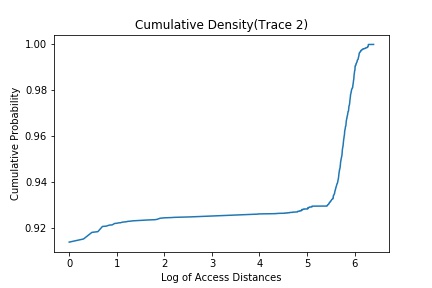 Cumulative Density(Trace 2)
1.00
0.98
0.96
0.94
0.92
Cumulative Probability
0 1 2 3 4 5 6
Log of Access Distances